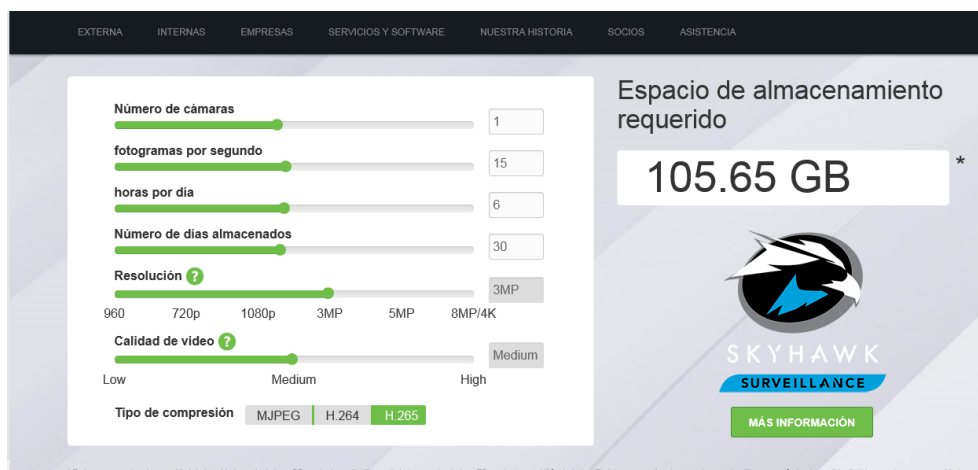 EXTERNA INTERNAS EMPRESAS SERVICIOS Y SOFTWARE NUESTRA HISTORIA SOCIOS ASISTENCIA
Número de cámaras
1
fotogramas por segundo
15
horas por día
6
Número de días almacenados
30
Resolución ?
3MP
960 720p 1080p 3MP 5MP 8MP/4K
Calidad de video ?
Medium
Low Medium High
Tipo de compresión MJPEG H.264 H.265
Espacio de almacenamiento
requerido
105.65 GB *
SKYHAWK
SURVEILLANCE
MÁS INFORMACIÓN